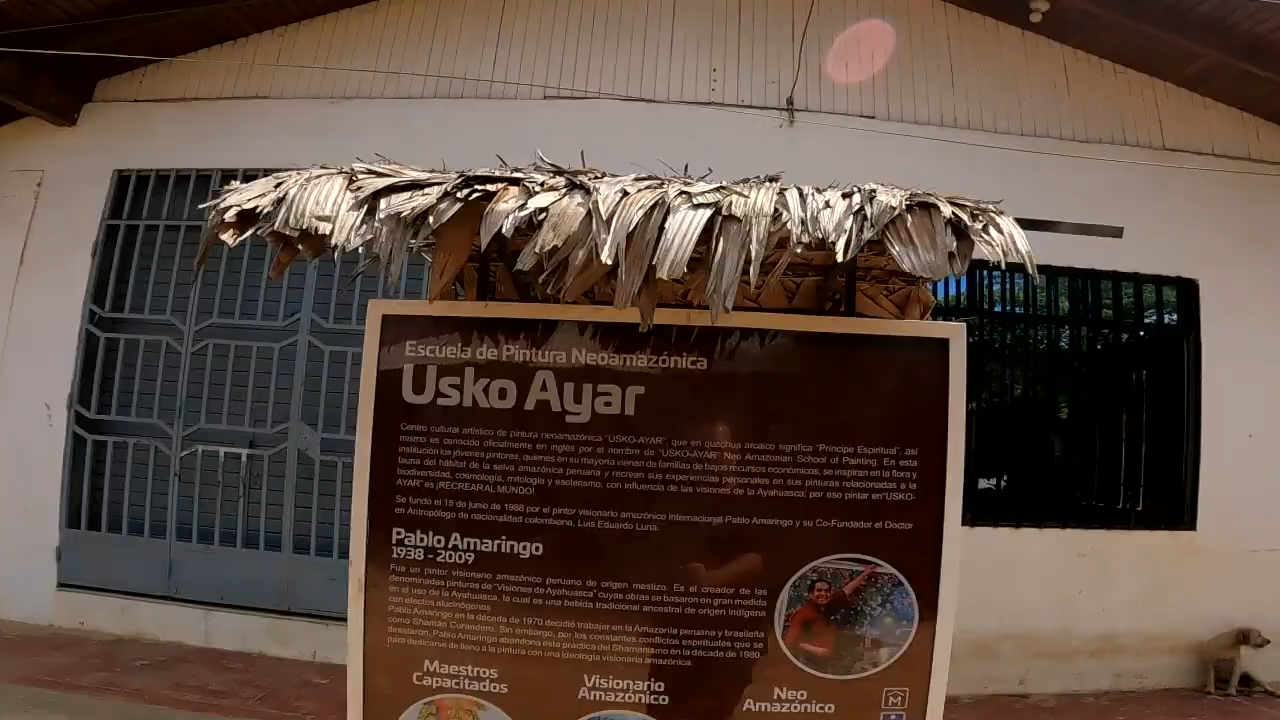 Escuela de Pintura Neoamazónica
Usko Ayar
Centro cultural artístico de pintura neoamazónica "USKO-AYAR", que en quechua arcaico significa "Príncipe Espiritual", así
mismo es conocido oficialmente en inglés por el nombre de "USKO-AYAR" Neo Amazonian School of Painting. En esta
institución los jóvenes pintores, quienes en su mayoría vienen de familias de bajos recursos económicos, se inspiran en la flora y
fauna del hábitat de la selva amazónica peruana y recrean sus experiencias personales en sus pinturas relacionadas a la
biodiversidad, cosmología, mitología y esoterismo, con influencia de las visiones de la Ayahuasca; por eso pintar en"USKO-
AYAR" es ¡RECREAR AL MUNDO!
Se fundó el 15 de junio de 1988 por el pintor visionario amazónico internacional Pablo Amaringo y su Co-Fundador el Doctor
en Antropólogo de nacionalidad colombiana, Luis Eduardo Luna.
Pablo Amaringo
1938 - 2009
Fue un pintor visionario amazónico peruano de origen mestizo. Es el creador de las
denominadas pinturas de "Visiones de Ayahuasca" cuyas obras se basaron en gran medida
en el uso de la Ayahuasca, la cual es una bebida tradicional ancestral de origen indígena
con efectos alucinógenos
Pablo Amaringo en la década de 1970 decidió trabajar en la Amazonía peruana y brasileña
como Shamán Curandero. Sin embargo, por los constantes conflictos espirituales que se
desataron, Pablo Amaringo abandona esta práctica del Shamanismo en la década de 1980,
para dedicarse de lleno a la pintura con una ideología visionaria amazónica.
Maestros
Capacitados
Visionario
Amazónico
Neo
Amazónico
M